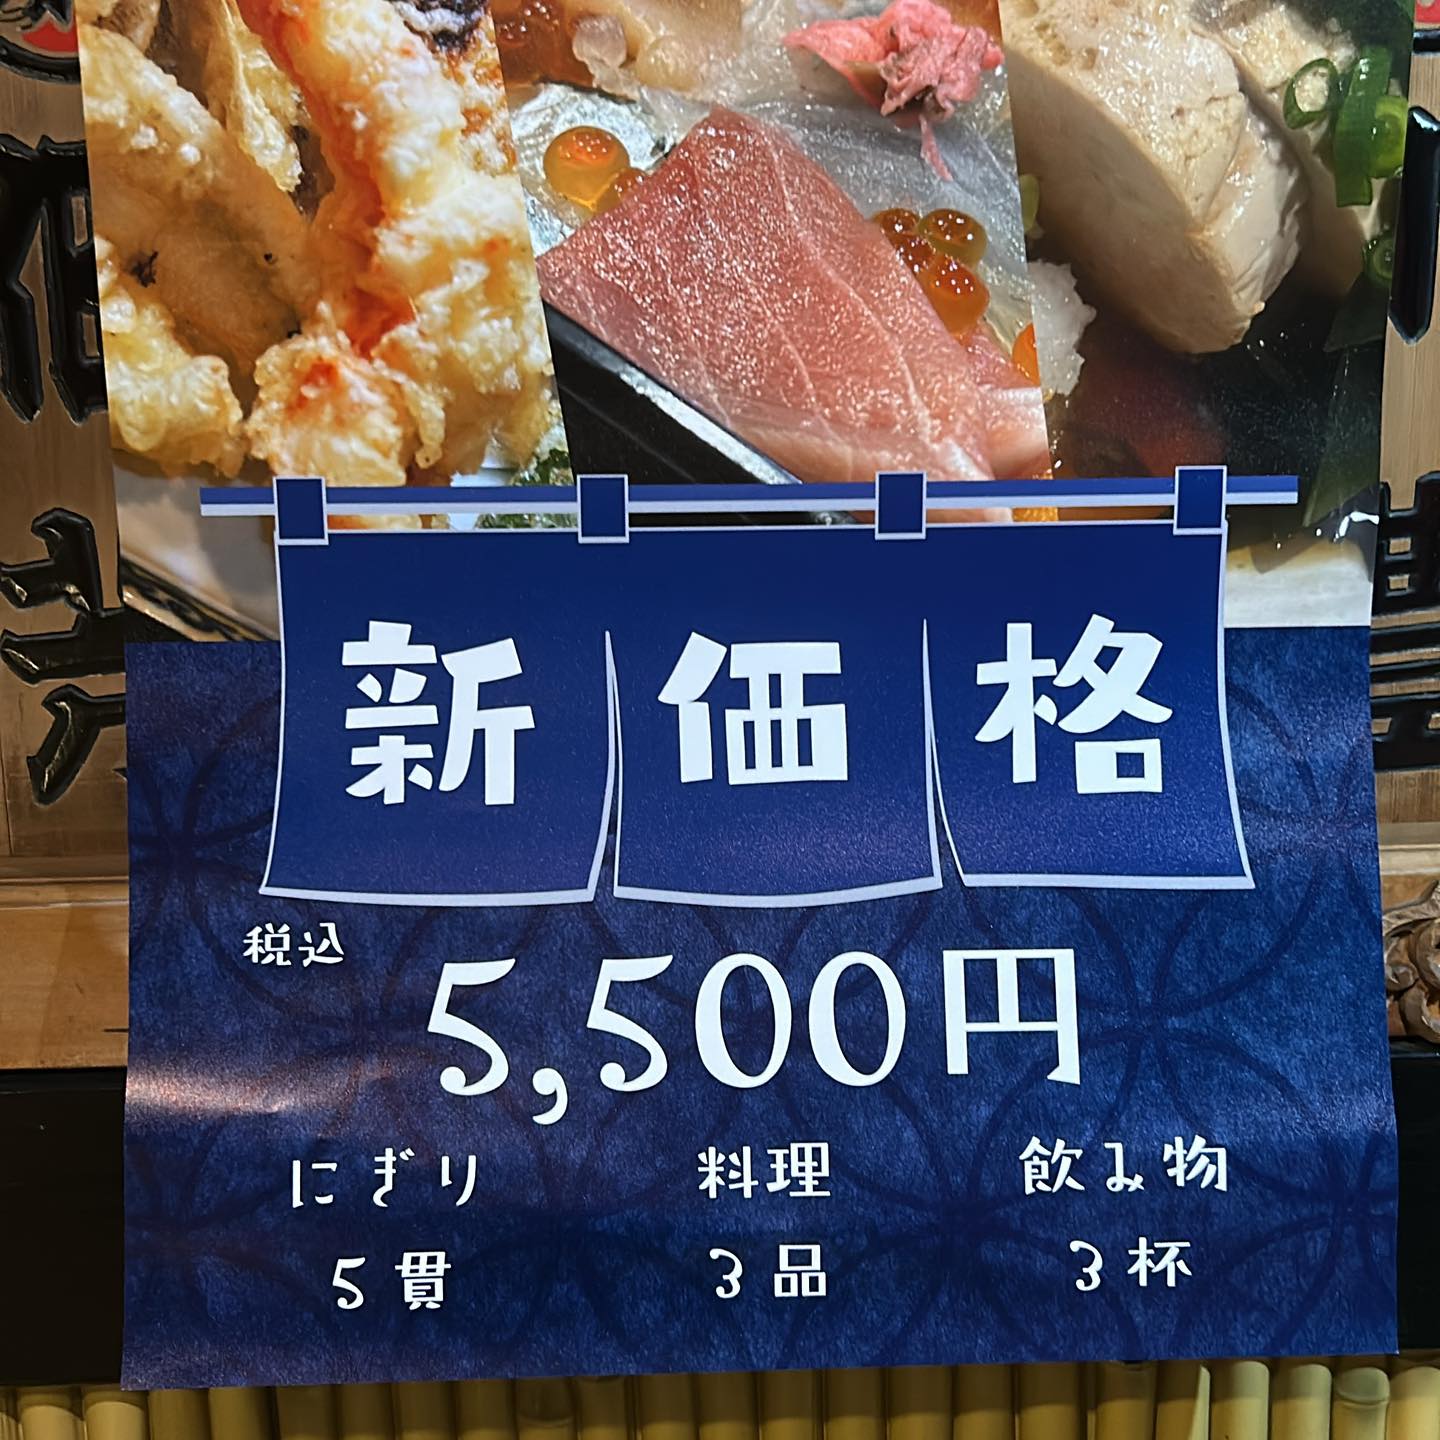 新価格
税込
5,500円
にぎり 料理 飲み物
5貫 3品 3杯